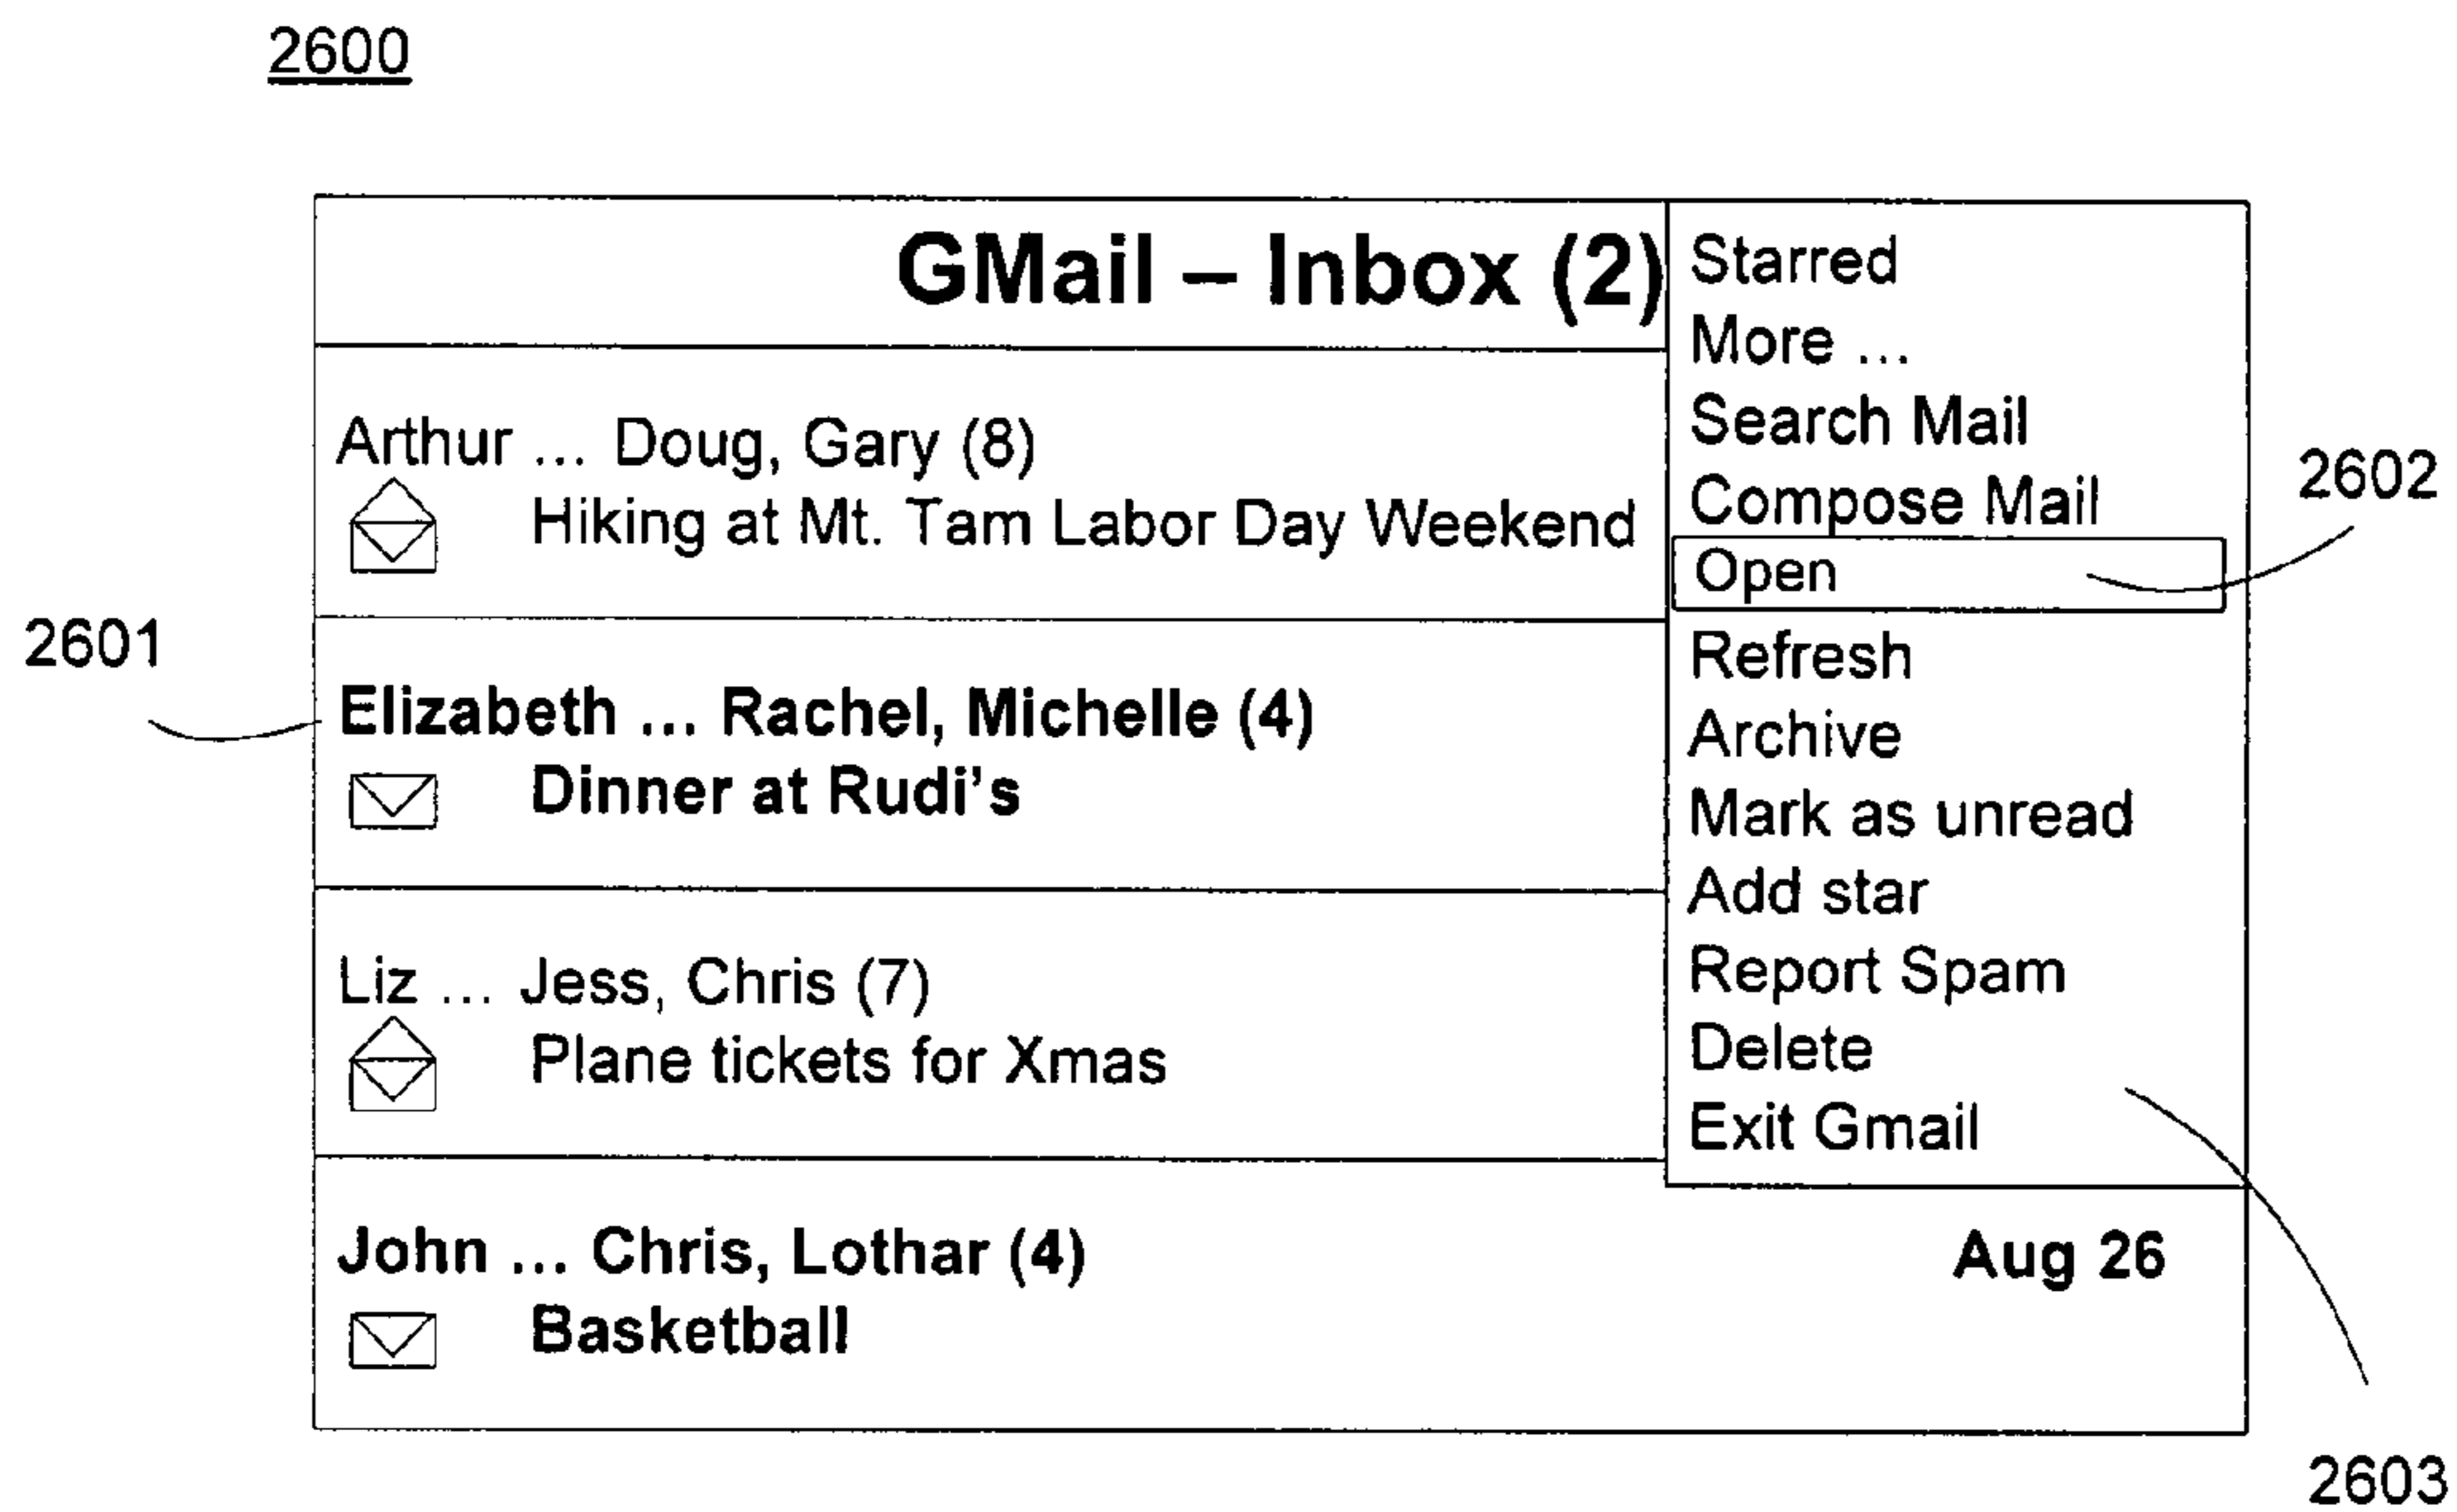 2600
GMail – Inbox (2)
Arthur ... Doug, Gary (8)
Hiking at Mt. Tam Labor Day Weekend
2601
Elizabeth ... Rachel, Michelle (4)
Dinner at Rudi's
Liz ... Jess, Chris (7)
Plane tickets for Xmas
John ... Chris, Lothar (4)
Aug 26
Basketball
Starred
More ...
Search Mail
Compose Mail
Open
Refresh
Archive
Mark as unread
Add star
Report Spam
Delete
Exit Gmail
2602
2603